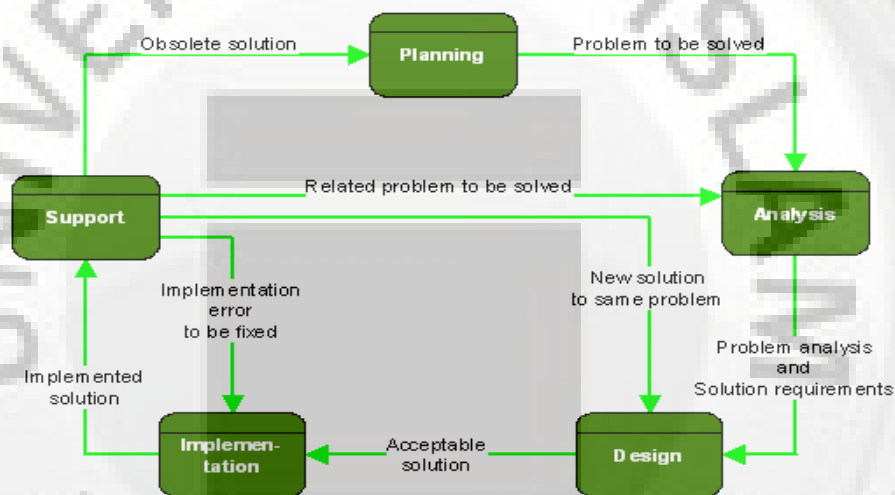 Obsolete solution
Planning
Problem to be solved
Related problem to be solved
Support
Analysis
New solution
to same problem
Implementation
error
to be fixed
Problem analysis
and
Solution requirements
Implemented
solution
Implemen-
tation
Acceptable
solution
Design